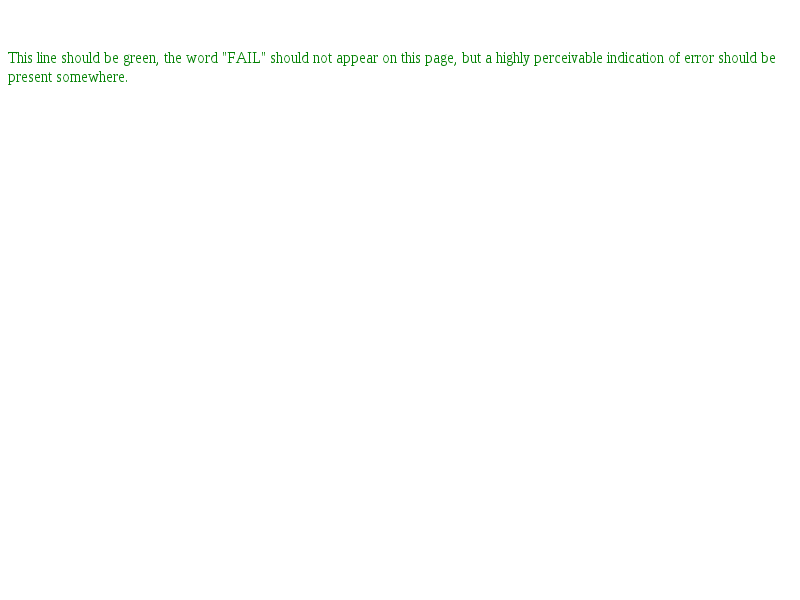 This line should be green, the word "FAIL" should not appear on this page, but a highly perceivable indication of error should be
present somewhere.